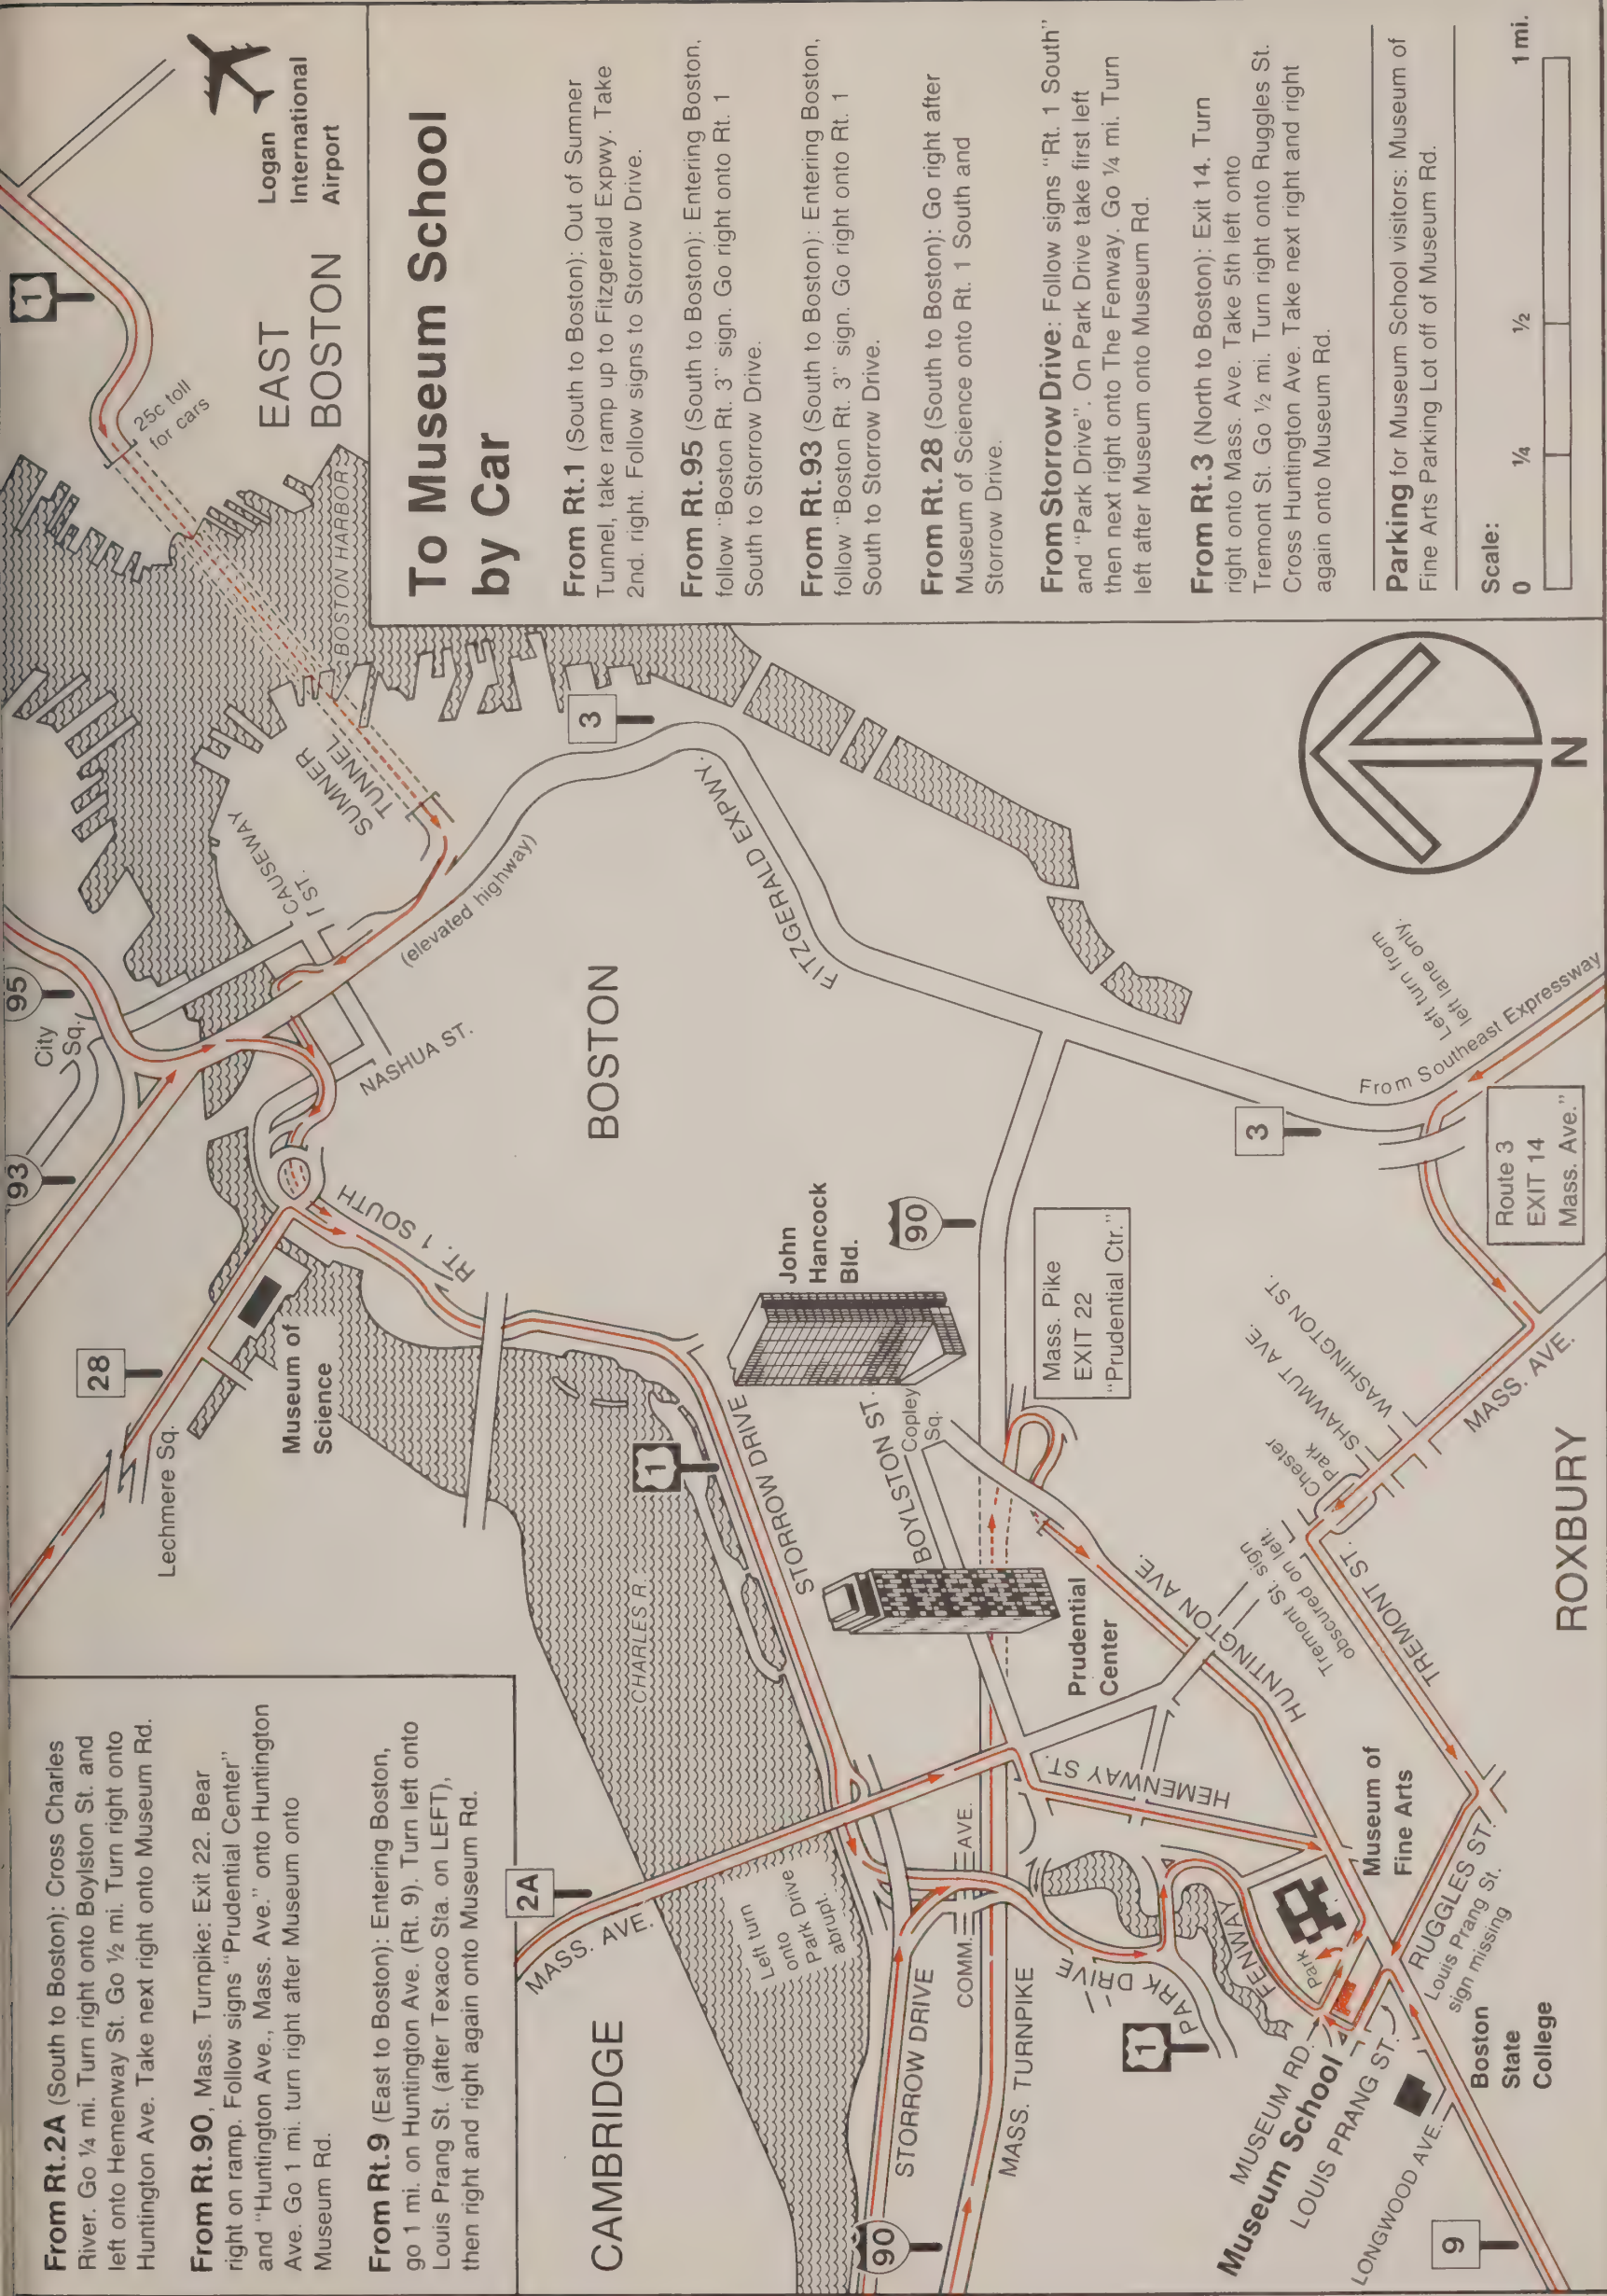 From Rt.2A (South to Boston): Cross Charles
River. Go ¼ mi. Turn right onto Boylston St. and
left onto Hemenway St. Go ½ mi. Turn right onto
Huntington Ave. Take next right onto Museum Rd.
From Rt.90, Mass. Turnpike: Exit 22. Bear
right on ramp. Follow signs "Prudential Center"
and "Huntington Ave., Mass. Ave." onto Huntington
Ave. Go 1 mi. turn right after Museum onto
Museum Rd.
From Rt.9 (East to Boston): Entering Boston,
go 1 mi. on Huntington Ave. (Rt. 9). Turn left onto
Louis Prang St. (after Texaco Sta. on LEFT),
then right and right again onto Museum Rd.
To Museum School
by Car
From Rt.1 (South to Boston): Out of Sumner
Tunnel, take ramp up to Fitzgerald Expwy. Take
2nd. right. Follow signs to Storrow Drive.
From Rt.95 (South to Boston): Entering Boston.
follow "Boston Rt. 3" sign. Go right onto Rt. 1
South to Storrow Drive.
From Rt.93 (South to Boston): Entering Boston,
follow "Boston Rt. 3" sign. Go right onto Rt. 1
South to Storrow Drive.
From Rt.28 (South to Boston): Go right after
Museum of Science onto Rt. 1 South and
Storrow Drive.
From Storrow Drive: Follow signs "Rt. 1 South"
and "Park Drive". On Park Drive take first left
then next right onto The Fenway. Go ¼ mi. Turn
left after Museum onto Museum Rd.
From Rt.3 (North to Boston): Exit 14. Turn
right onto Mass. Ave. Take 5th left onto
Tremont St. Go ½ mi. Turn right onto Ruggles St.
Cross Huntington Ave. Take next right and right
again onto Museum Rd.
Parking for Museum School visitors: Museum of
Fine Arts Parking Lot off of Museum Rd.
Scale:
0 ¼ ½ 1 mi.
N
93
95
City
Sq.
1
Logan
International
Airport
EAST
BOSTON
25c toll
for cars
BOSTON HARBOR
SUMNER
TUNNEL
CAUSEWAY
ST.
(elevated highway)
NASHUA ST.
28
Lechmere Sq.
Museum of
Science
RT. 1 SOUTH
3
FITZGERALD EXPWY.
BOSTON
CHARLES R.
1
STORROW DRIVE
John
Hancock
Bld.
BOYLSTON ST.
Copley
Sq.
90
Mass. Pike
EXIT 22
"Prudential Ctr."
Prudential
Center
HUNTINGTON AVE.
HUNTINGTON
3
From Southeast Expressway
Left turn from
left lane only.
Route 3
EXIT 14
Mass. Ave."
MASS. AVE.
WASHINGTON ST.
SHAWMUT AVE.
Chester
Park
Tremont St. sign
obscured on left.
TREMONT ST.
TREMONT
ROXBURY
2A
MASS. AVE.
CAMBRIDGE
Left turn
onto
Park Drive
abrupt.
COMM. AVE.
HEMENWAY ST.
STORROW DRIVE
MASS. TURNPIKE
90
PARK DRIVE
PARK
1
FENWAY
Park
Museum of
Fine Arts
RUGGLES ST.
Louis Prang St.
sign missing
MUSEUM RD.
Museum School
LOUIS PRANG ST.
LONGWOOD AVE.
Boston
State
College
9